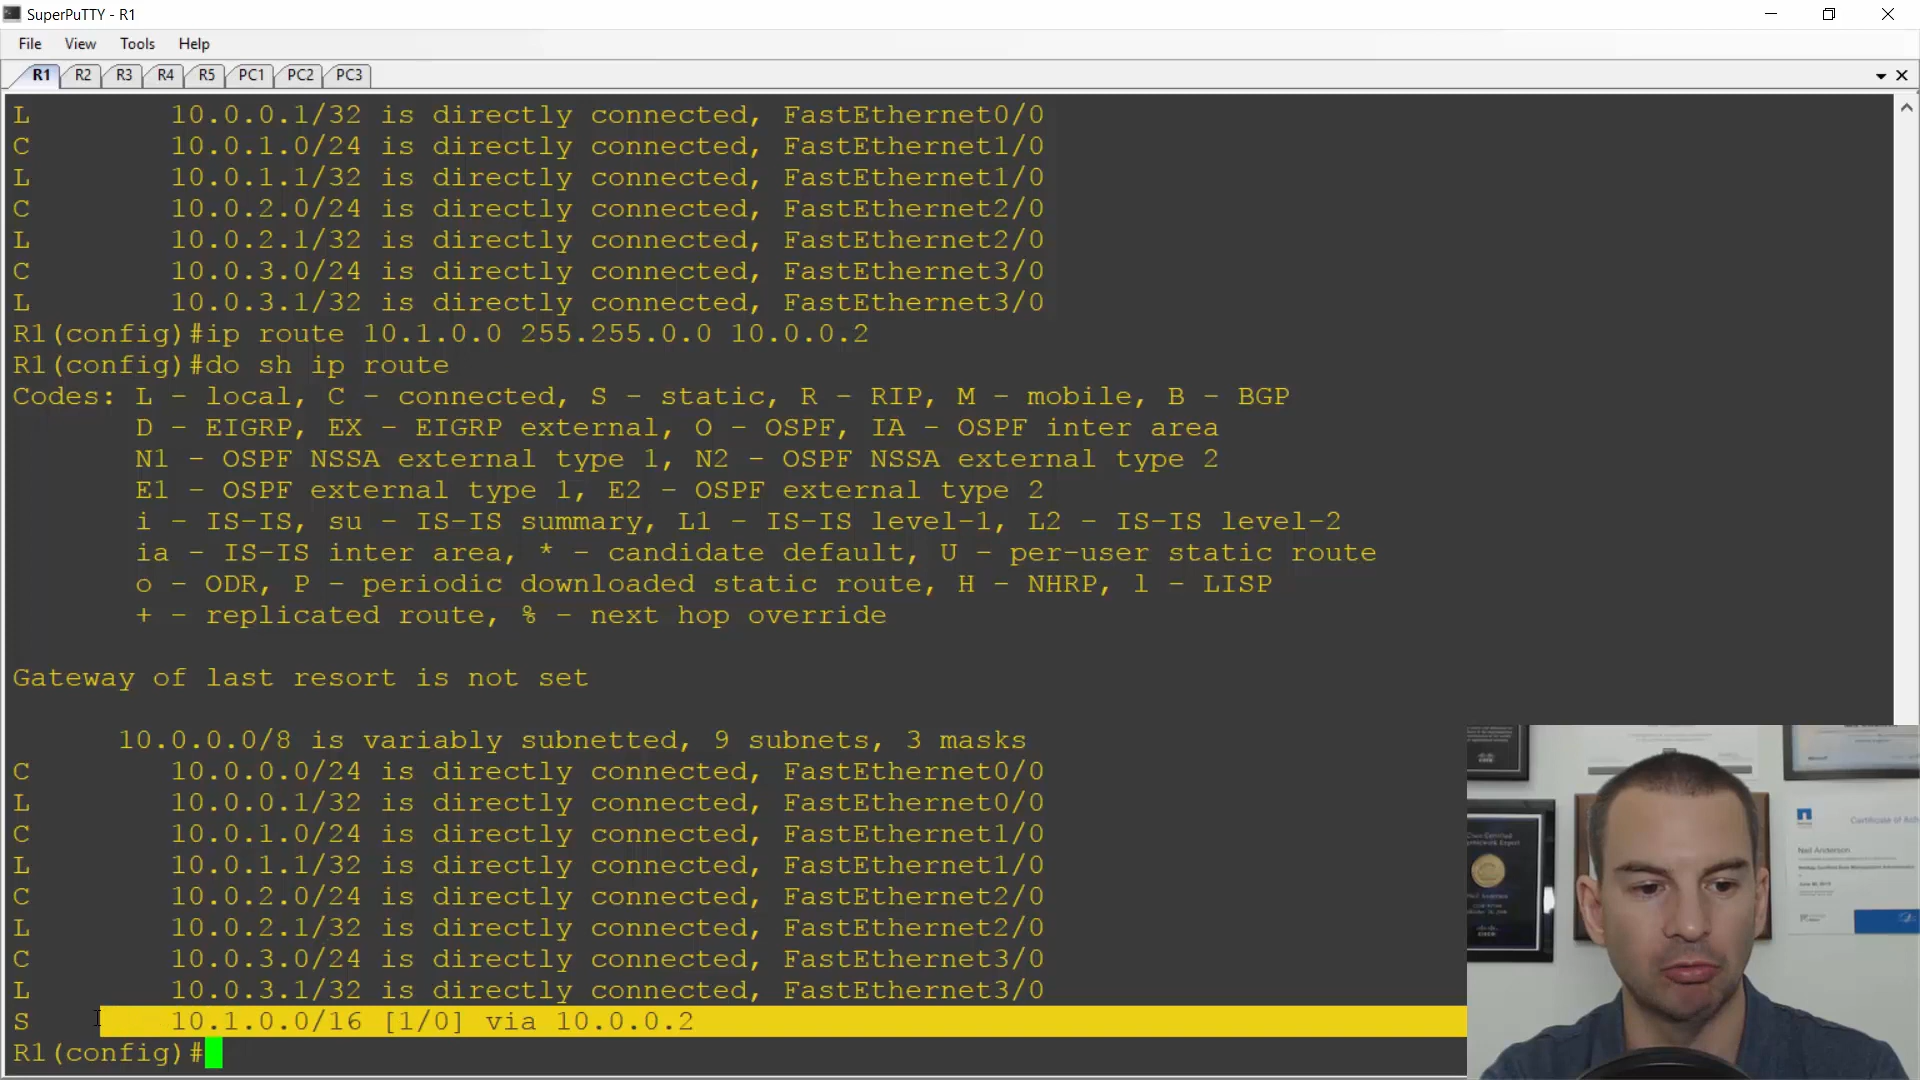 SuperPuTTY - R1
File View Tools Help
R1 R2 R3 R4 R5 PC1 PC2 PC3
L 10.0.0.1/32 is directly connected, FastEthernet0/0
C 10.0.1.0/24 is directly connected, FastEthernet1/0
L 10.0.1.1/32 is directly connected, FastEthernet1/0
C 10.0.2.0/24 is directly connected, FastEthernet2/0
L 10.0.2.1/32 is directly connected, FastEthernet2/0
C 10.0.3.0/24 is directly connected, FastEthernet3/0
L 10.0.3.1/32 is directly connected, FastEthernet3/0
R1(config)#ip route 10.1.0.0 255.255.0.0 10.0.0.2
R1(config)#do sh ip route
Codes: L - local, C - connected, S - static, R - RIP, M - mobile, B - BGP
D - EIGRP, EX - EIGRP external, O - OSPF, IA - OSPF inter area
N1 - OSPF NSSA external type 1, N2 - OSPF NSSA external type 2
E1 - OSPF external type 1, E2 - OSPF external type 2
i - IS-IS, su - IS-IS summary, L1 - IS-IS level-1, L2 - IS-IS level-2
ia - IS-IS inter area, * - candidate default, U - per-user static route
o - ODR, P - periodic downloaded static route, H - NHRP, l - LISP
+ - replicated route, % - next hop override
Gateway of last resort is not set
10.0.0.0/8 is variably subnetted, 9 subnets, 3 masks
C 10.0.0.0/24 is directly connected, FastEthernet0/0
L 10.0.0.1/32 is directly connected, FastEthernet0/0
C 10.0.1.0/24 is directly connected, FastEthernet1/0
L 10.0.1.1/32 is directly connected, FastEthernet1/0
C 10.0.2.0/24 is directly connected, FastEthernet2/0
L 10.0.2.1/32 is directly connected, FastEthernet2/0
C 10.0.3.0/24 is directly connected, FastEthernet3/0
L 10.0.3.1/32 is directly connected, FastEthernet3/0
S 10.1.0.0/16 [1/0] via 10.0.0.2
R1(config)#
Neil Anderson